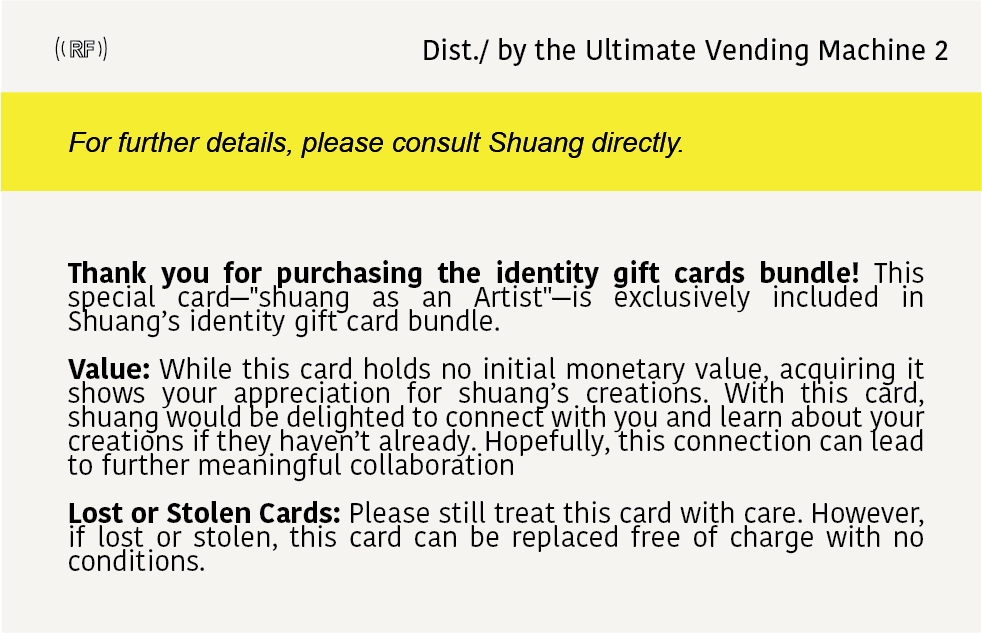 ((RF))
Dist./ by the Ultimate Vending Machine 2
For further details, please consult Shuang directly.
Thank you for purchasing the identity gift cards bundle! This
special card—"shuang as an Artist"—is exclusively included in
Shuang’s identity gift card bundle.
Value: While this card holds no initial monetary value, acquiring it
shows your appreciation for shuang’s creations. With this card,
shuang would be delighted to connect with you and learn about your
creations if they haven’t already. Hopefully, this connection can lead
to further meaningful collaboration
Lost or Stolen Cards: Please still treat this card with care. However,
if lost or stolen, this card can be replaced free of charge with no
conditions.